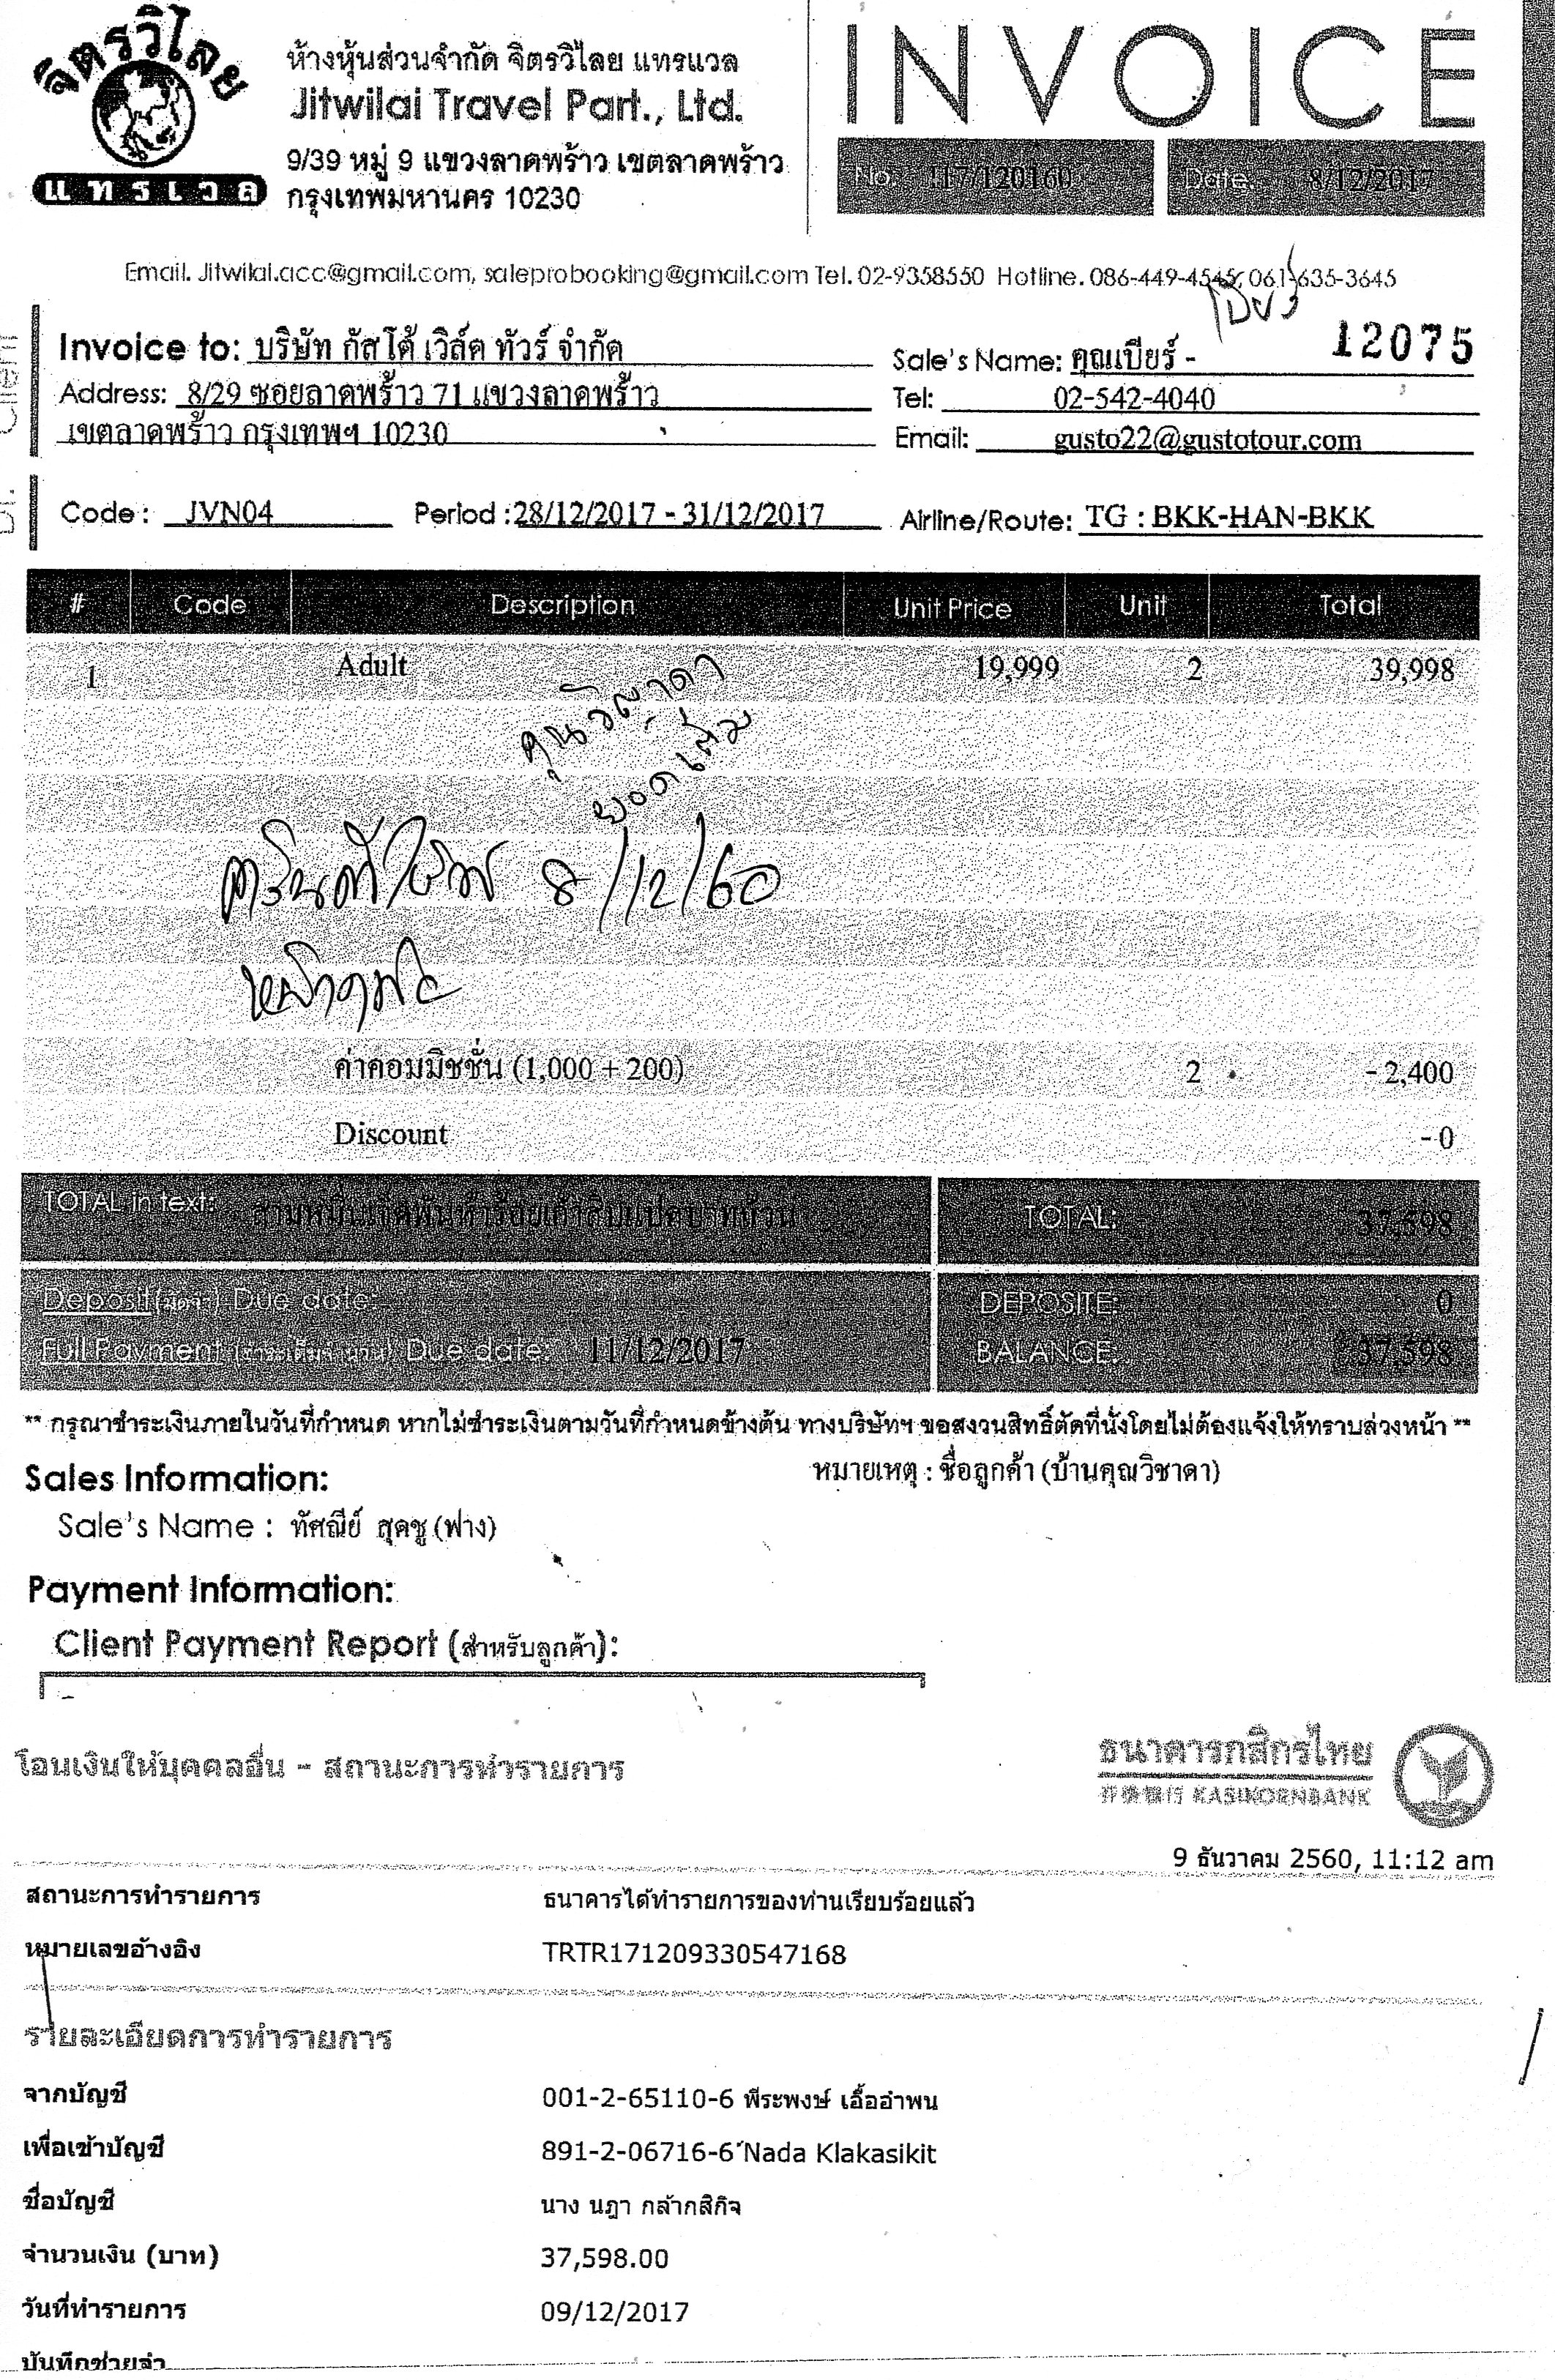 จิตรวิไลย
แทรเวล
ห้างหุ้นส่วนจำกัด จิตรวิไลย แทรแวล
Jitwilai Travel Part., Ltd.
9/39 หมู่ 9 แขวงลาดพร้าว เขตลาดพร้าว
กรุงเทพมหานคร 10230
INVOICE
No. 117/120160 Date: 8/12/2017
Email. Jitwilai.acc@gmail.com, saleprobooking@gmail.com Tel. 02-9358550 Hotline. 086-449-4545, 061-635-3645
เบียร์
12075
Invoice to: บริษัท กัสโต้ เวิล์ด ทัวร์ จำกัด Sale's Name: คุณเบียร์ -
Address: 8/29 ซอยลาดพร้าว 71 แขวงลาดพร้าว Tel: 02-542-4040
เขตลาดพร้าว กรุงเทพฯ 10230 Email: gusto22@gustotour.com
Code : JVN04 Period : 28/12/2017 - 31/12/2017 Airline/Route: TG : BKK-HAN-BKK
# Code Description Unit Price Unit Total
1 Adult 19,999 2 39,998
ยอดเต็ม
8/12/60
ค่าคอมมิชชั่น (1,000 + 200) 2 - 2,400
Discount - 0
TOTAL in text: สามหมื่นเจ็ดพันห้าร้อยเก้าสิบแปดบาทถ้วน TOTAL: 37,598
Deposit (มัดจำ) Due date: DEPOSITE: 0
Full Payment (ชำระเต็มจำนวน) Due date: 11/12/2017 BALANCE: 37,598
** กรุณาชำระเงินภายในวันที่กำหนด หากไม่ชำระเงินตามวันที่กำหนดข้างต้น ทางบริษัทฯ ขอสงวนสิทธิ์ตัดที่นั่งโดยไม่ต้องแจ้งให้ทราบล่วงหน้า **
Sales Information: หมายเหตุ : ชื่อลูกค้า (บ้านคุณวิชาดา)
Sale's Name : ทัศณีย์ สุดชู (ฟาง)
Payment Information:
Client Payment Report (สำหรับลูกค้า):
โอนเงินให้บุคคลอื่น - สถานะการทำรายการ
ธนาคารกสิกรไทย
开泰银行 KASIKORNBANK
9 ธันวาคม 2560, 11:12 am
สถานะการทำรายการ ธนาคารได้ทำรายการของท่านเรียบร้อยแล้ว
หมายเลขอ้างอิง TRTR171209330547168
รายละเอียดการทำรายการ
จากบัญชี 001-2-65110-6 พีระพงษ์ เอื้ออำพน
เพื่อเข้าบัญชี 891-2-06716-6 Nada Klakasikit
ชื่อบัญชี นาง นฎา กล้ากสิกิจ
จำนวนเงิน (บาท) 37,598.00
วันที่ทำรายการ 09/12/2017
บันทึกช่วยจำ